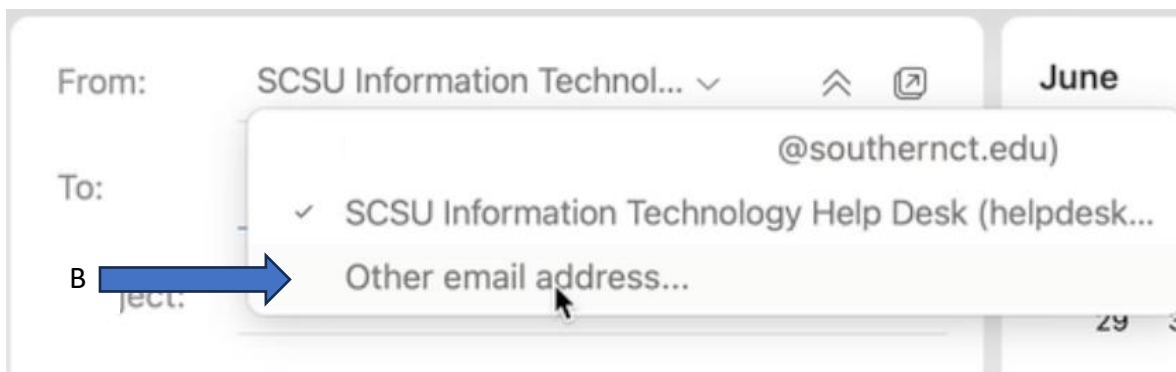 From: SCSU Information Technol...
June
@southernct.edu)
To:
✓ SCSU Information Technology Help Desk (helpdesk...
B Other email address...
ject:
29